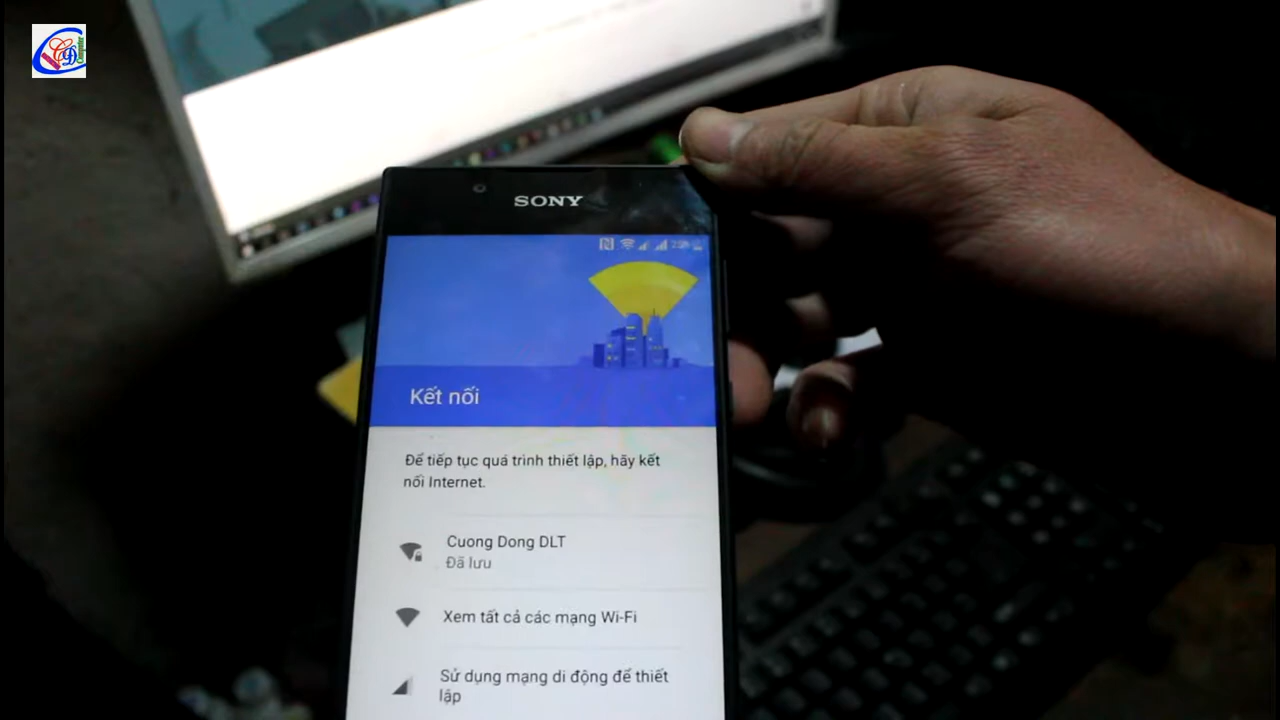 Computer
SONY
Kết nối
Để tiếp tục quá trình thiết lập, hãy kết
nối Internet.
Cuong Dong DLT
Đã lưu
Xem tất cả các mạng Wi-Fi
Sử dụng mạng di động để thiết
lập